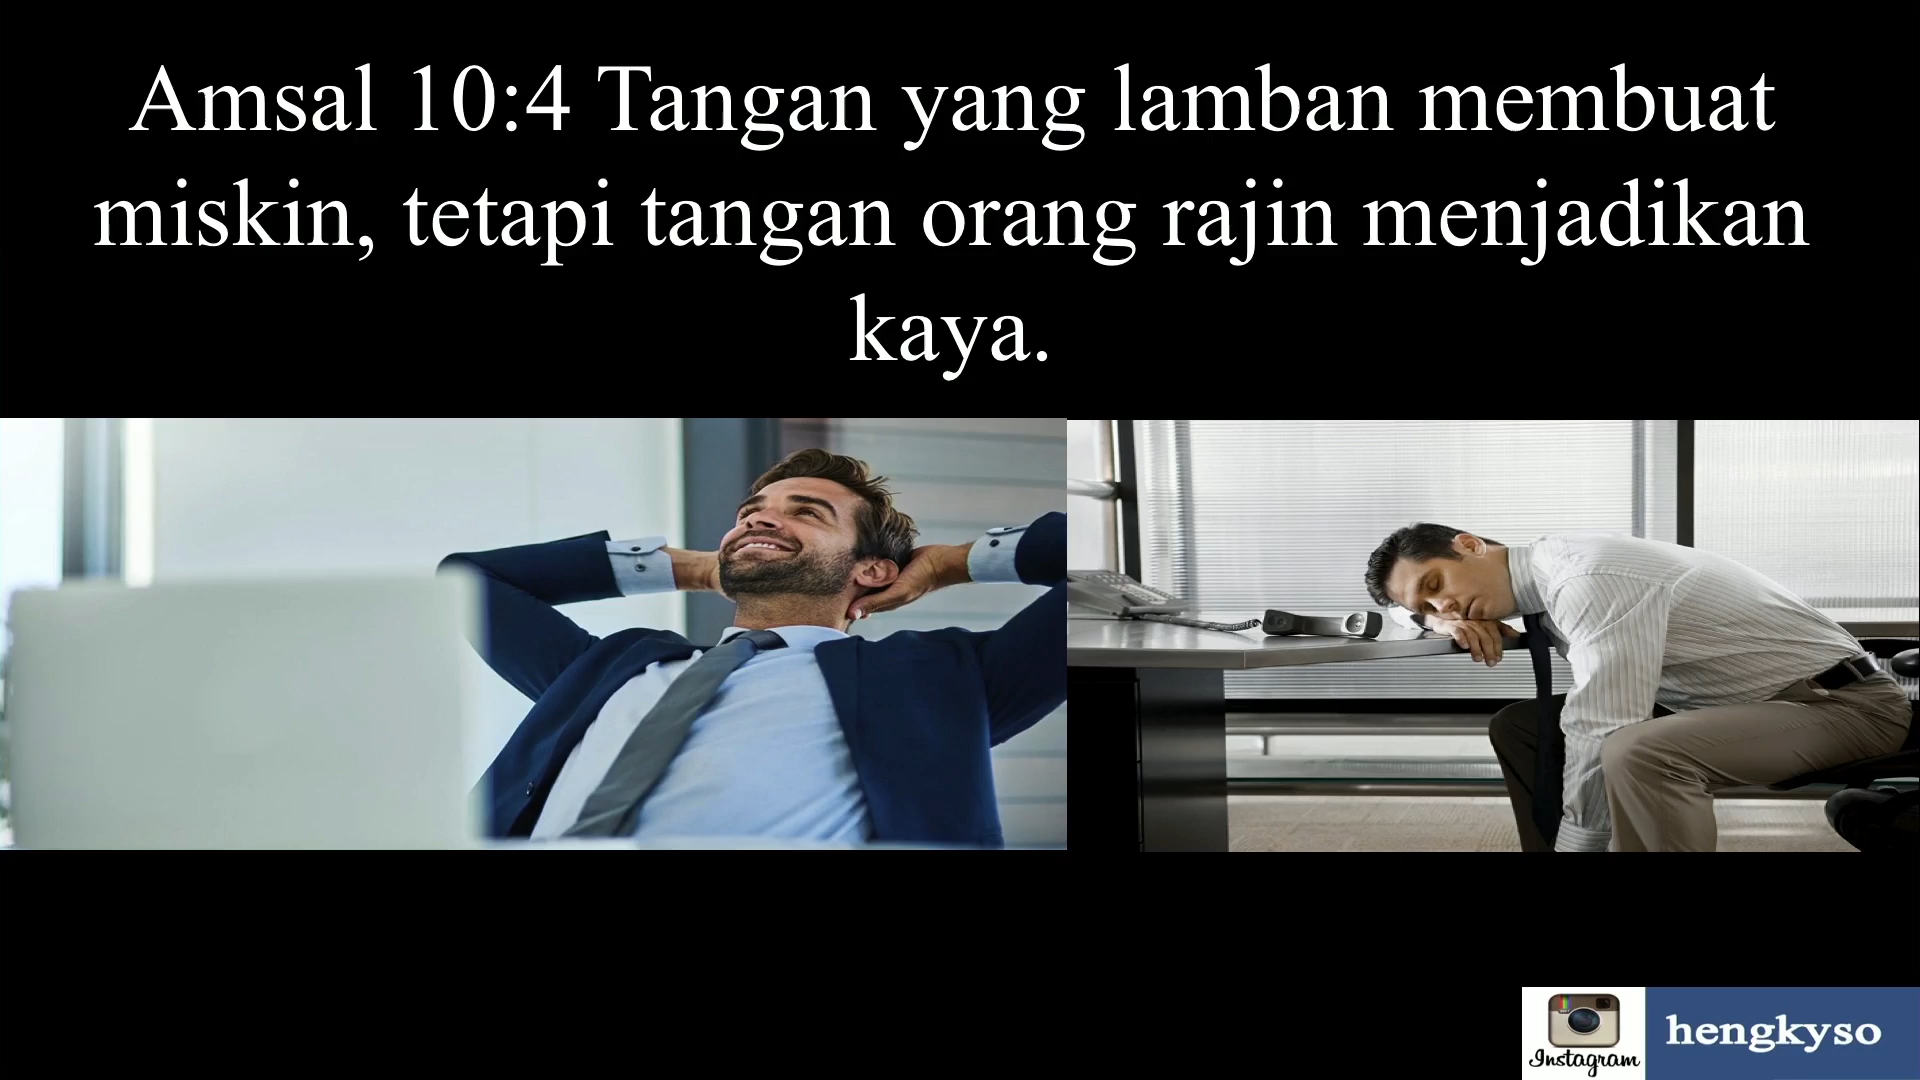 Amsal 10:4 Tangan yang lamban membuat
miskin, tetapi tangan orang rajin menjadikan
kaya.
Instagram
hengkyso